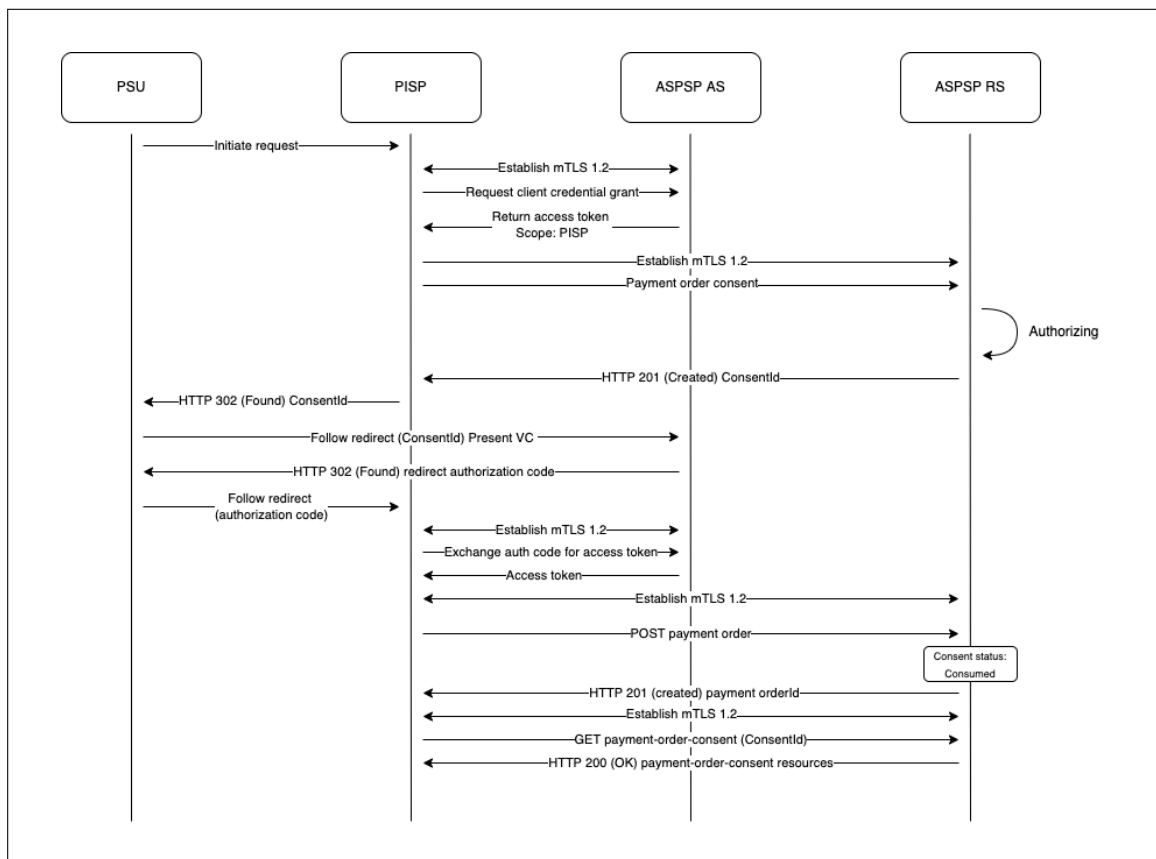 PSU
PISP
ASPSP AS
ASPSP RS
Initiate request
Establish mTLS 1.2
Request client credential grant
Return access token
Scope: PISP
Establish mTLS 1.2
Payment order consent
Authorizing
HTTP 201 (Created) ConsentId
HTTP 302 (Found) ConsentId
Follow redirect (ConsentId) Present VC
HTTP 302 (Found) redirect authorization code
Follow redirect
(authorization code)
Establish mTLS 1.2
Exchange auth code for access token
Access token
Establish mTLS 1.2
POST payment order
Consent status:
Consumed
HTTP 201 (created) payment orderId
Establish mTLS 1.2
GET payment-order-consent (ConsentId)
HTTP 200 (OK) payment-order-consent resources